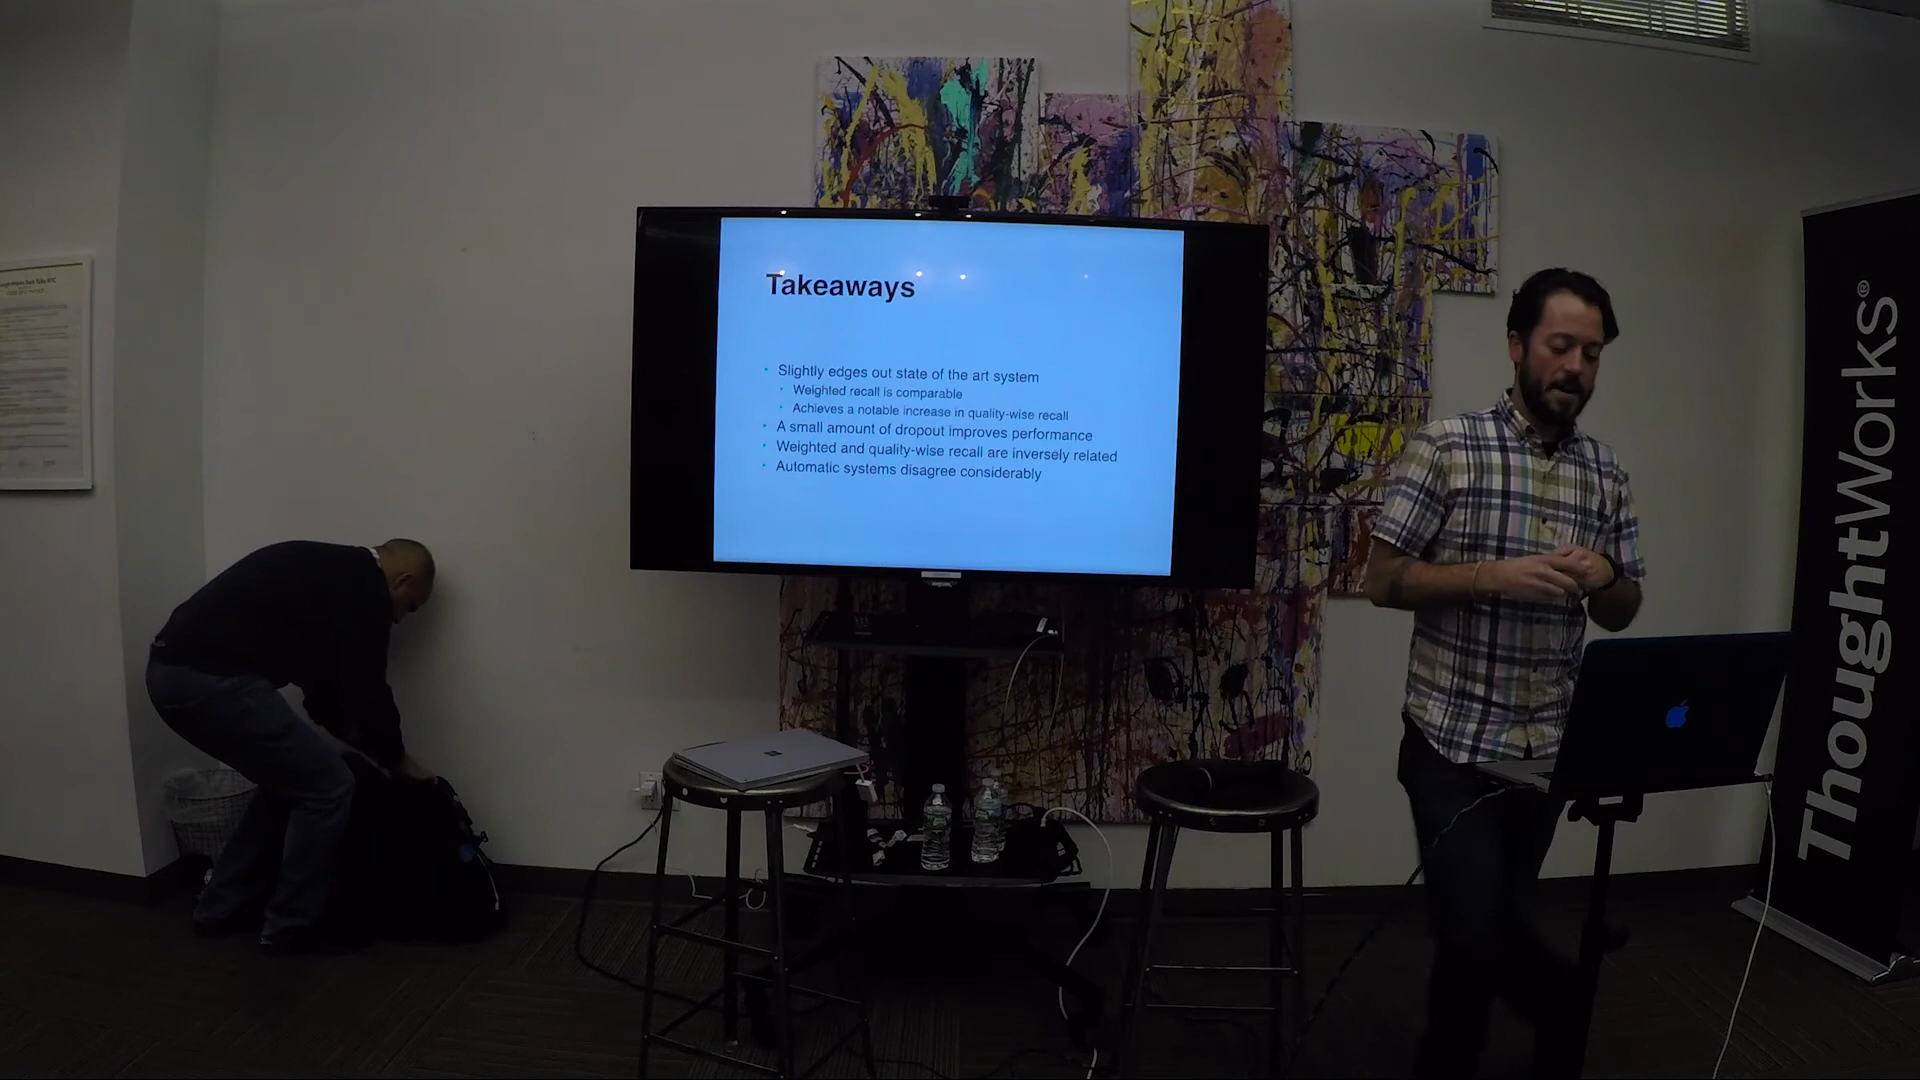 Takeaways
Slightly edges out state of the art system
Weighted recall is comparable
Achieves a notable increase in quality-wise recall
A small amount of dropout improves performance
Weighted and quality-wise recall are inversely related
Automatic systems disagree considerably
ThoughtWorks®